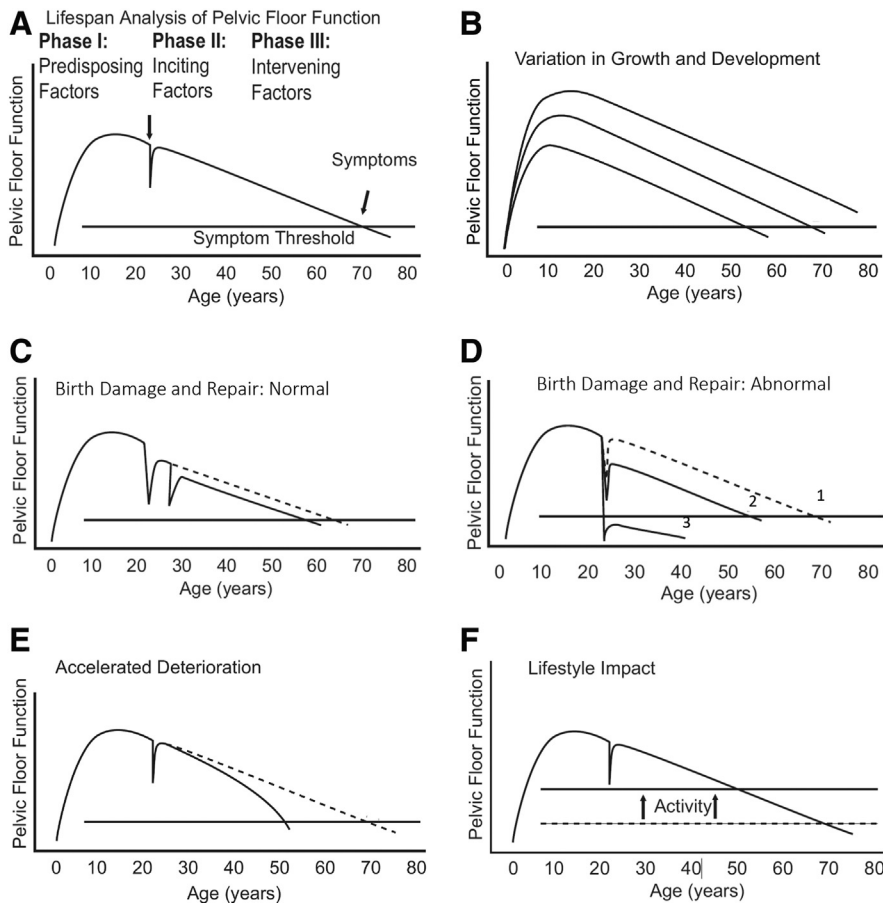 A Lifespan Analysis of Pelvic Floor Function
Phase I: Phase II: Phase III:
Predisposing Inciting Intervening
Factors Factors Factors
Symptoms
Symptom Threshold
Pelvic Floor Function
0 10 20 30 40 50 60 70 80
Age (years)
B
Variation in Growth and Development
Pelvic Floor Function
0 10 20 30 40 50 60 70 80
Age (years)
C
Birth Damage and Repair: Normal
Pelvic Floor Function
0 10 20 30 40 50 60 70 80
Age (years)
D
Birth Damage and Repair: Abnormal
1
2
3
Pelvic Floor Function
0 10 20 30 40 50 60 70 80
Age (years)
E
Accelerated Deterioration
Pelvic Floor Function
0 10 20 30 40 50 60 70 80
Age (years)
F
Lifestyle Impact
Activity
Pelvic Floor Function
0 10 20 30 40 50 60 70 80
Age (years)